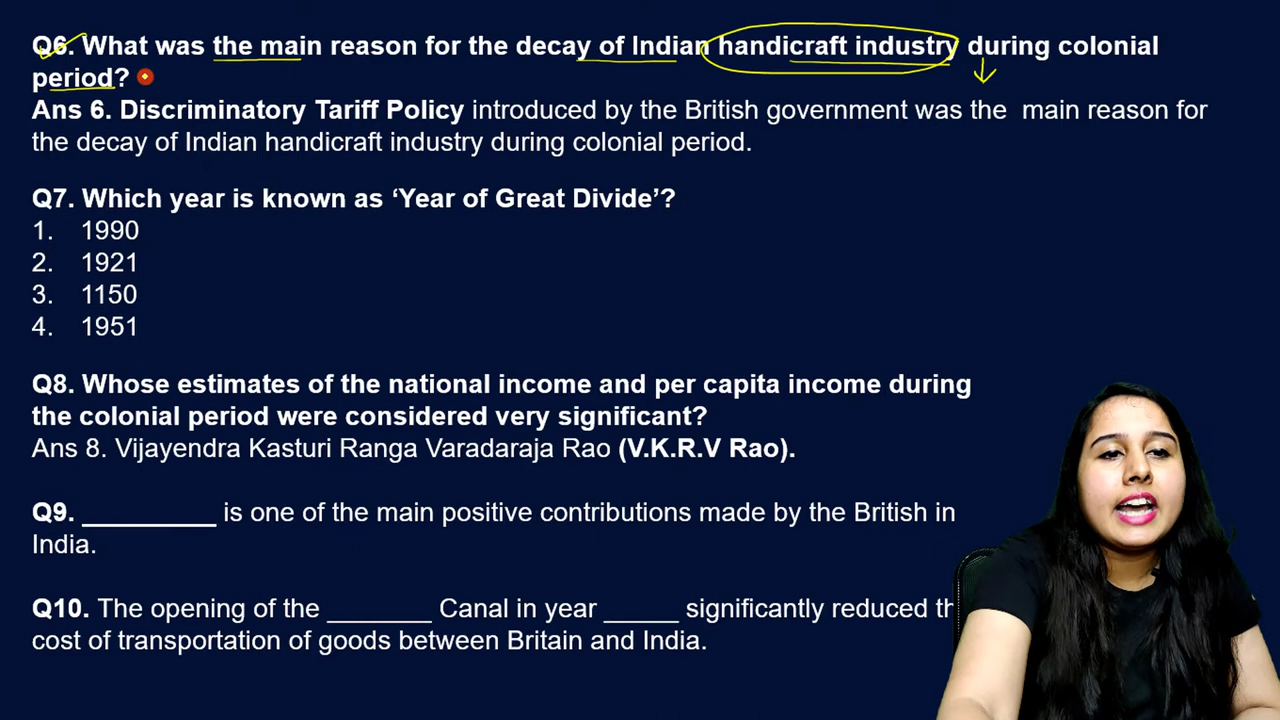 Q6. What was the main reason for the decay of Indian handicraft industry during colonial
period?
Ans 6. Discriminatory Tariff Policy introduced by the British government was the main reason for
the decay of Indian handicraft industry during colonial period.
Q7. Which year is known as ‘Year of Great Divide’?
1. 1990
2. 1921
3. 1150
4. 1951
Q8. Whose estimates of the national income and per capita income during
the colonial period were considered very significant?
Ans 8. Vijayendra Kasturi Ranga Varadaraja Rao (V.K.R.V Rao).
Q9. _________ is one of the main positive contributions made by the British in
India.
Q10. The opening of the _______ Canal in year _____ significantly reduced
cost of transportation of goods between Britain and India.